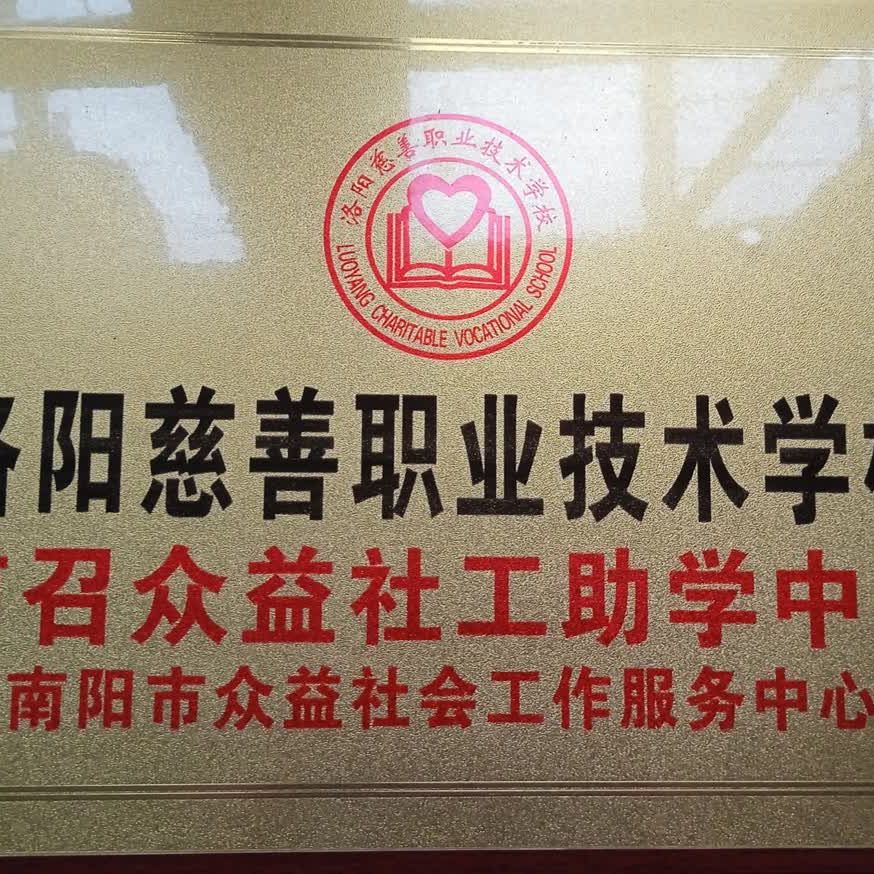 洛阳慈善职业技术学校
LUOYANG CHARITABLE VOCATIONAL SCHOOL
洛阳慈善职业技术学校
召众益社工助学中
南阳市众益社会工作服务中心